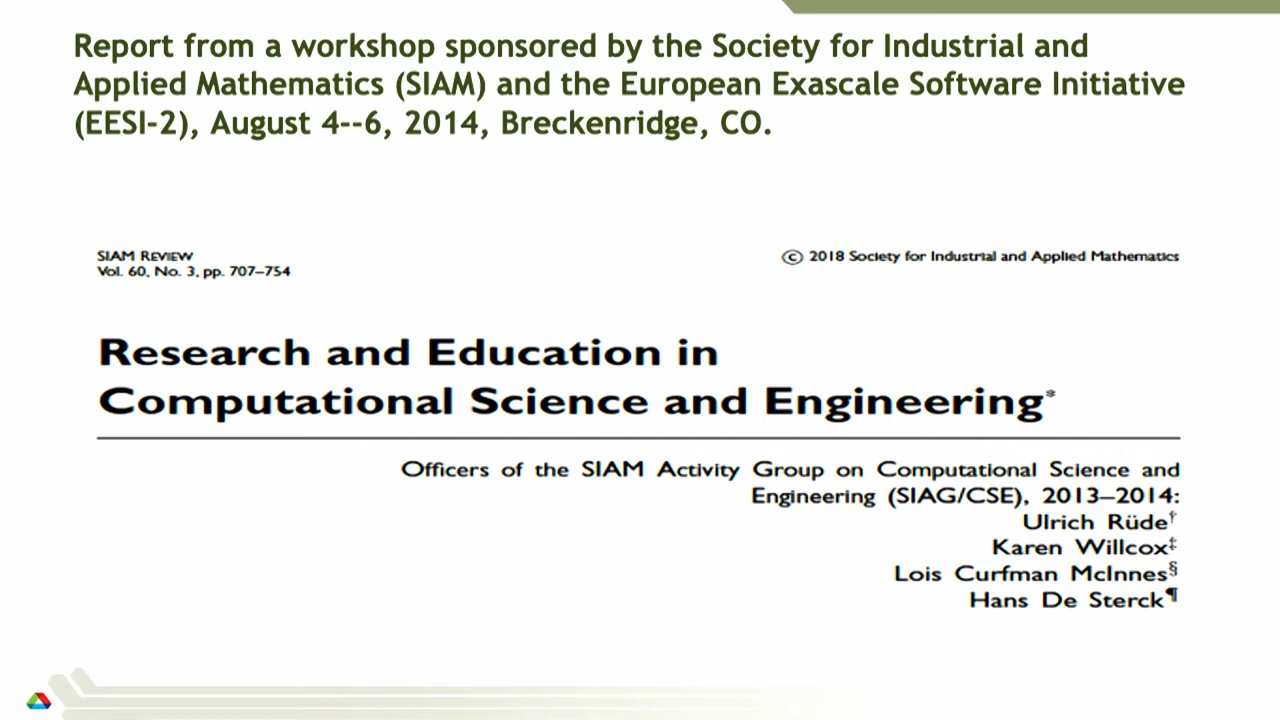 Report from a workshop sponsored by the Society for Industrial and
Applied Mathematics (SIAM) and the European Exascale Software Initiative
(EESI-2), August 4--6, 2014, Breckenridge, CO.
SIAM REVIEW
Vol. 60, No. 3, pp. 707–754
© 2018 Society for Industrial and Applied Mathematics
Research and Education in
Computational Science and Engineering*
Officers of the SIAM Activity Group on Computational Science and
Engineering (SIAG/CSE), 2013–2014:
Ulrich Rüde†
Karen Willcox‡
Lois Curfman McInnes§
Hans De Sterck¶